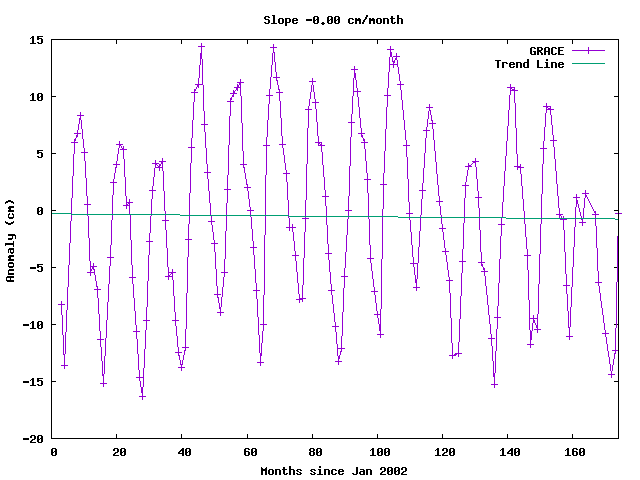 Slope -0.00 cm/month
GRACE
Trend Line
15
10
5
0
-5
-10
-15
-20
Anomaly (cm)
0 20 40 60 80 100 120 140 160
Months since Jan 2002